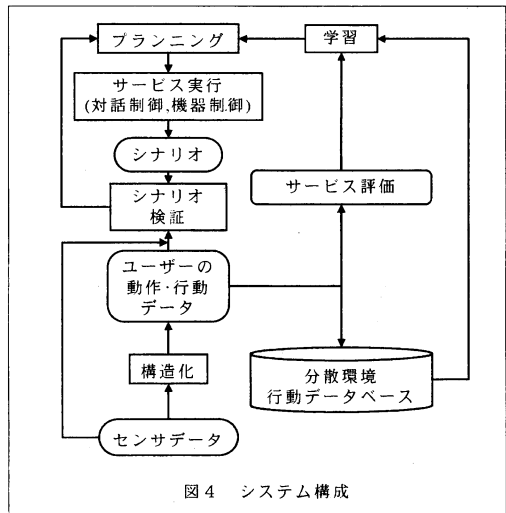 プランニング
学習
サービス実行
(対話制御,機器制御)
シナリオ
シナリオ
検証
サービス評価
ユーザーの
動作・行動
データ
構造化
分散環境
行動データベース
センサデータ
図4 システム構成